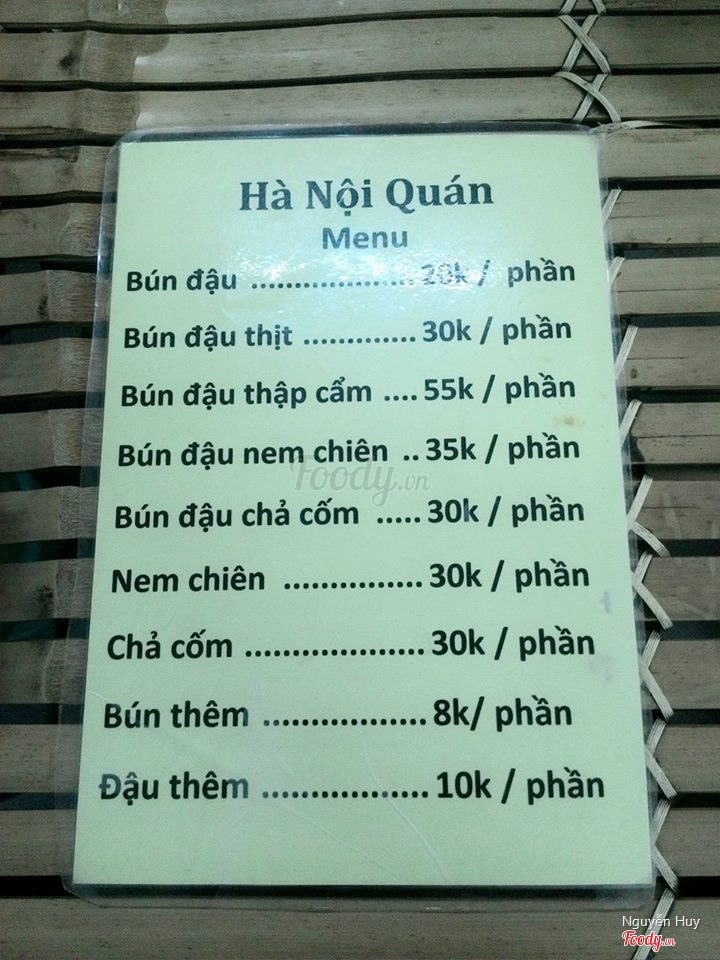 Hà Nội Quán
Menu
Bún đậu ................... 20k / phần
Bún đậu thịt ............. 30k / phần
Bún đậu thập cẩm .... 55k / phần
Bún đậu nem chiên .. 35k / phần
Bún đậu chả cốm ..... 30k / phần
Nem chiên ................ 30k / phần
Chả cốm ................... 30k / phần
Bún thêm ................. 8k/ phần
Đậu thêm ................. 10k / phần
Foody.vn
Nguyễn Huy
Foody.vn